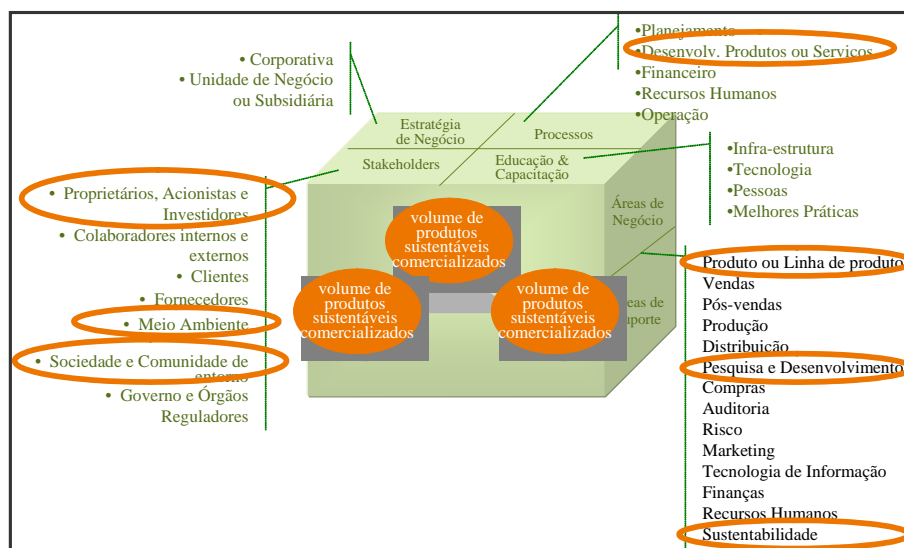 • Corporativa
• Unidade de Negócio
ou Subsidiária
•Planejamento
•Desenvolv. Produtos ou Serviços
•Financeiro
•Recursos Humanos
•Operação
Estratégia
de Negócio
Processos
Stakeholders
Educação &
Capacitação
•Infra-estrutura
•Tecnologia
•Pessoas
•Melhores Práticas
• Proprietários, Acionistas e
Investidores
• Colaboradores internos e
externos
• Clientes
• Fornecedores
• Meio Ambiente
• Sociedade e Comunidade de
entorno
• Governo e Órgãos
Reguladores
Áreas de
Negócio
Áreas de
Suporte
volume de
produtos
sustentáveis
comercializados
volume de
produtos
sustentáveis
comercializados
volume de
produtos
sustentáveis
comercializados
Produto ou Linha de produto
Vendas
Pós-vendas
Produção
Distribuição
Pesquisa e Desenvolvimento
Compras
Auditoria
Risco
Marketing
Tecnologia de Informação
Finanças
Recursos Humanos
Sustentabilidade